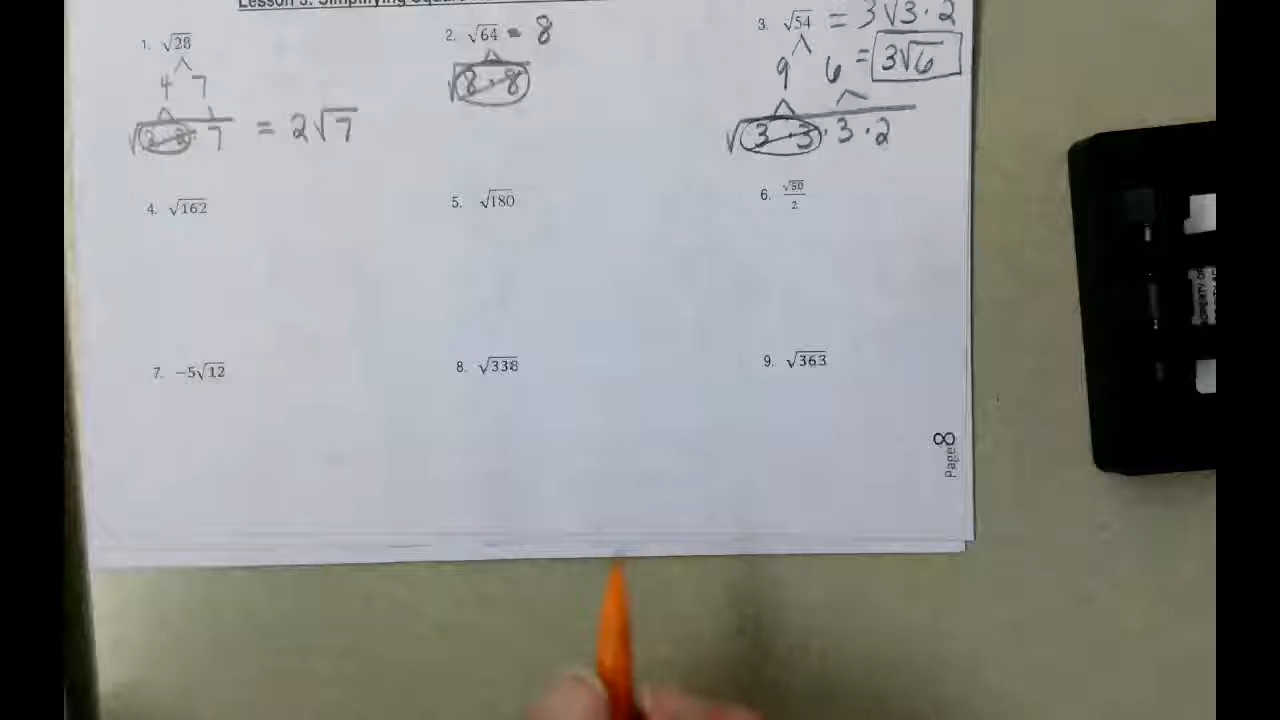 Lesson 3: Simplifying Square
1. √28
4 7
√2·2·7 = 2√7
2. √64 = 8
√8·8
3. √54 = 3√3·2
9 6 = 3√6
√3·3·3·2
4. √162
5. √180
6. √50/2
7. −5√12
8. √338
9. √363
Page 8